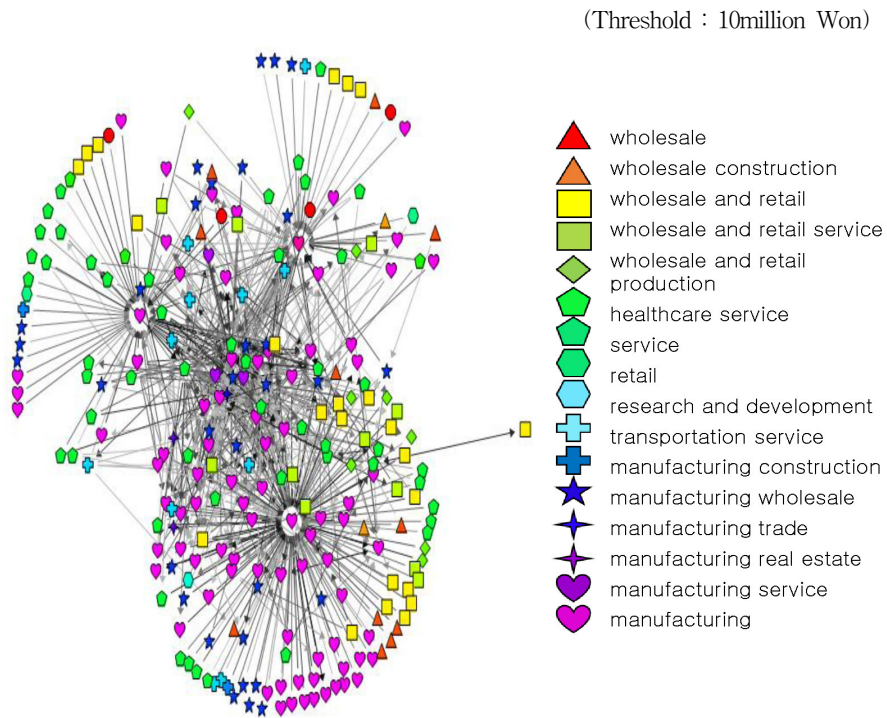 (Threshold : 10million Won)
wholesale
wholesale construction
wholesale and retail
wholesale and retail service
wholesale and retail
production
healthcare service
service
retail
research and development
transportation service
manufacturing construction
manufacturing wholesale
manufacturing trade
manufacturing real estate
manufacturing service
manufacturing